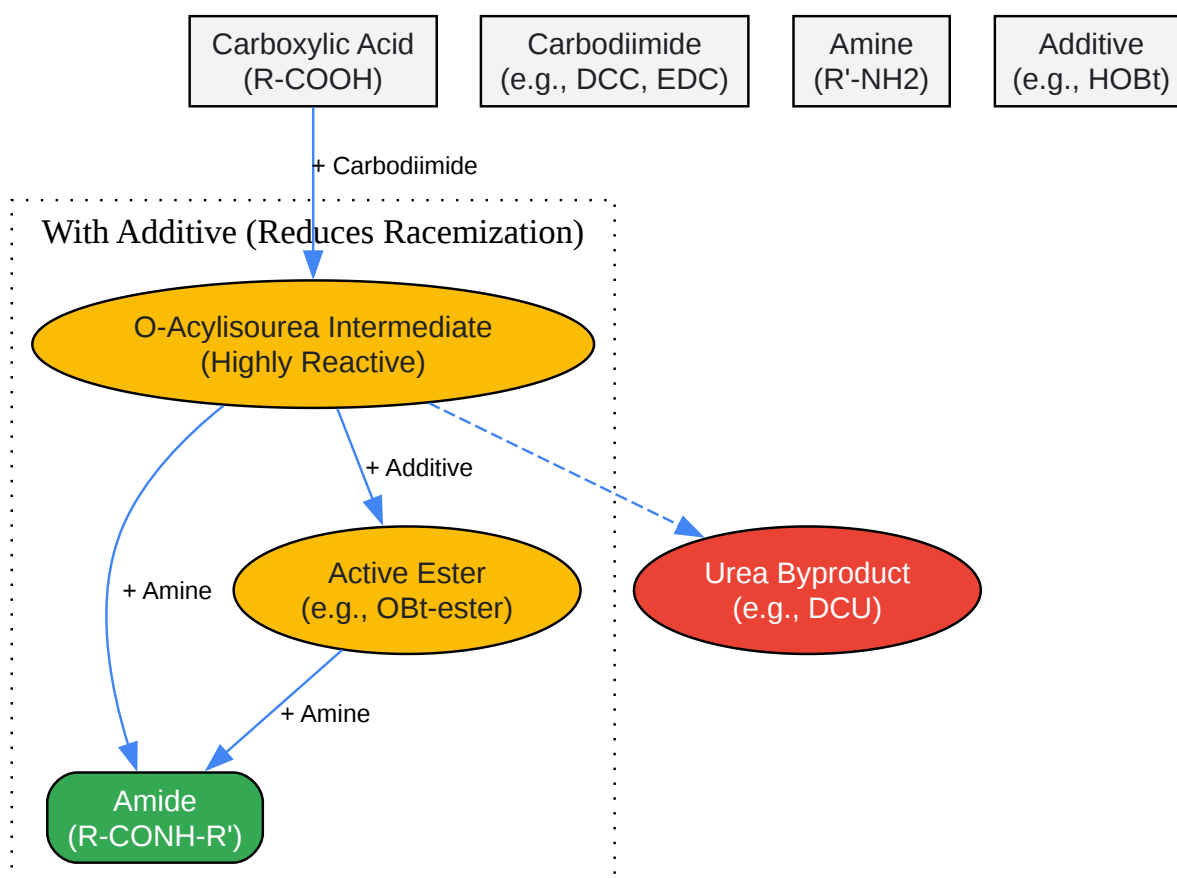 Carboxylic Acid
(R-COOH)
Carbodiimide
(e.g., DCC, EDC)
Amine
(R'-NH2)
Additive
(e.g., HOBt)
+ Carbodiimide
With Additive (Reduces Racemization)
O-Acylisourea Intermediate
(Highly Reactive)
+ Additive
+ Amine
Active Ester
(e.g., OBt-ester)
Urea Byproduct
(e.g., DCU)
+ Amine
Amide
(R-CONH-R')